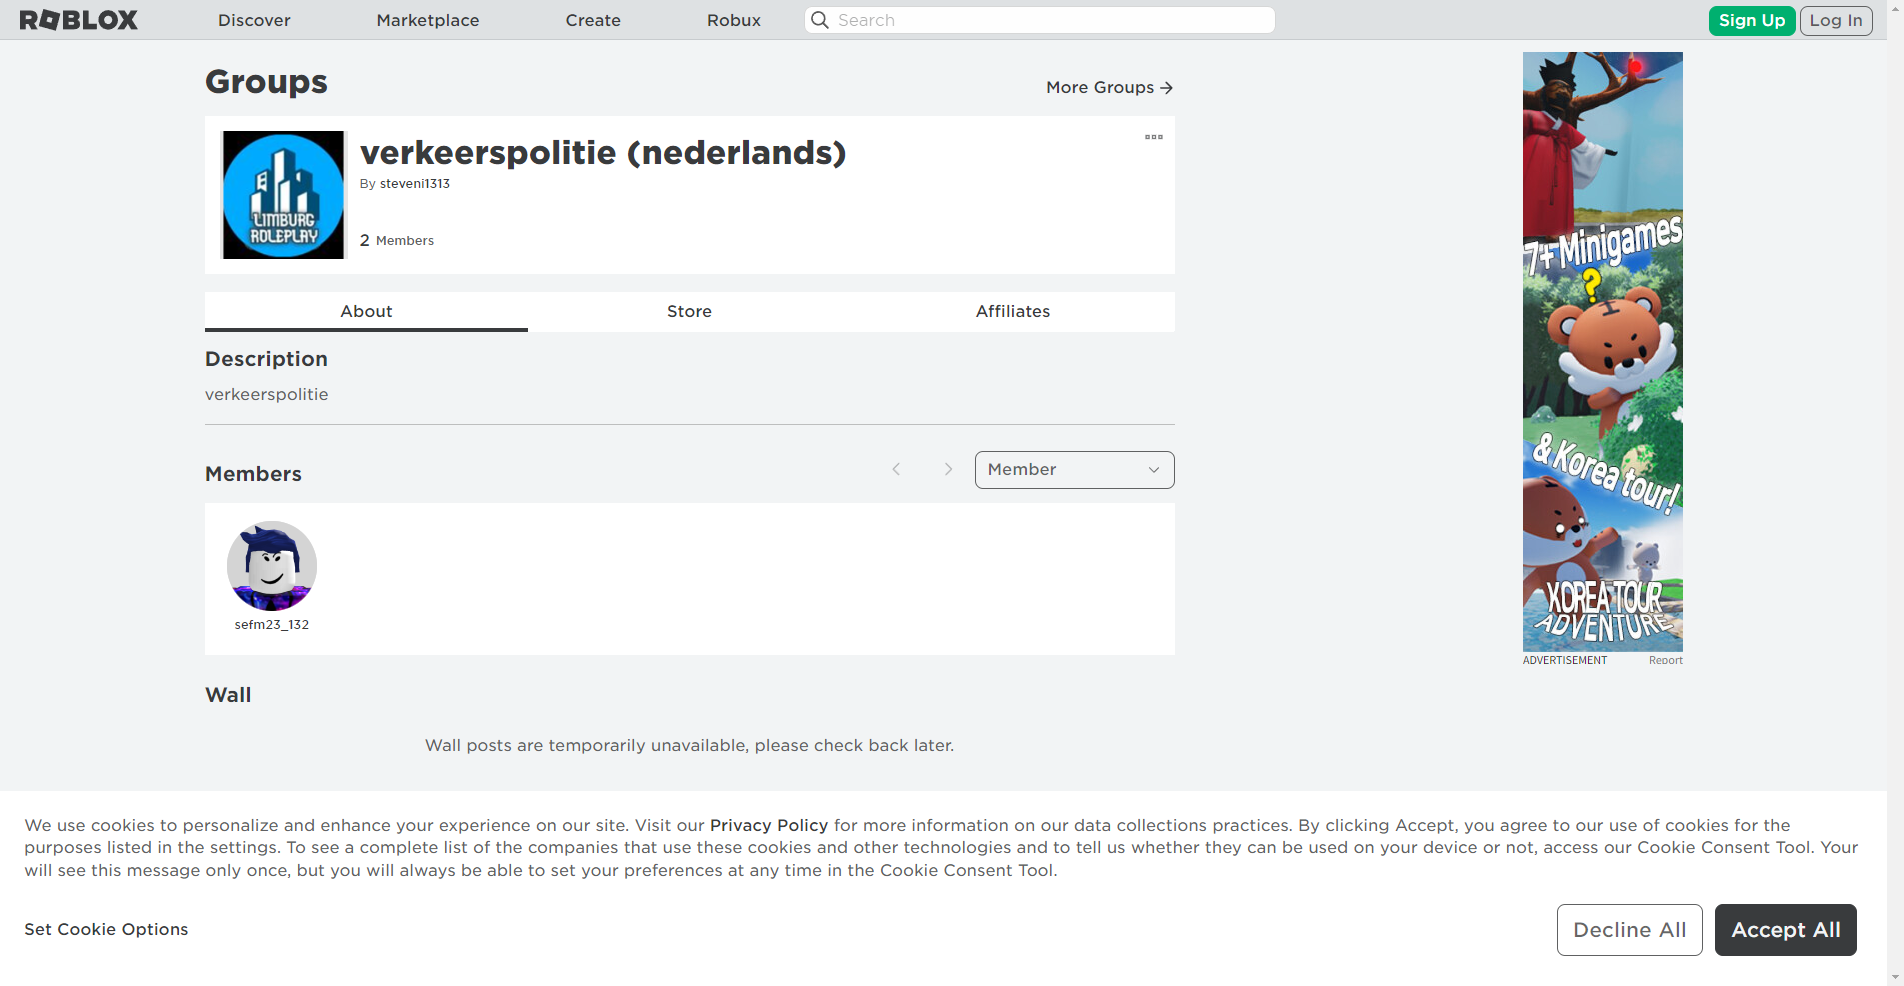 ROBLOX Discover Marketplace Create Robux Search Sign Up Log In
Groups
More Groups
verkeerspolitie (nederlands)
By steveni1313
2 Members
LIMBURG
ROLEPLAY
About Store Affiliates
Description
verkeerspolitie
Members
Member
sefm23_132
Wall
Wall posts are temporarily unavailable, please check back later.
7+ Minigames
?
& Korea tour!
KOREA TOUR
ADVENTURE
ADVERTISEMENT Report
We use cookies to personalize and enhance your experience on our site. Visit our Privacy Policy for more information on our data collections practices. By clicking Accept, you agree to our use of cookies for the
purposes listed in the settings. To see a complete list of the companies that use these cookies and other technologies and to tell us whether they can be used on your device or not, access our Cookie Consent Tool. Your
will see this message only once, but you will always be able to set your preferences at any time in the Cookie Consent Tool.
Set Cookie Options
Decline All
Accept All